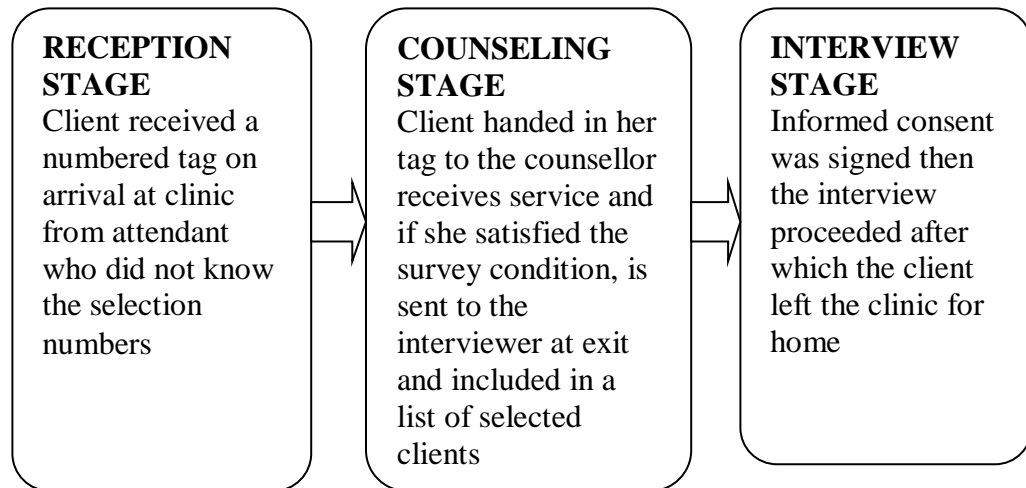 RECEPTION
STAGE
Client received a
numbered tag on
arrival at clinic
from attendant
who did not know
the selection
numbers
COUNSELING
STAGE
Client handed in her
tag to the counsellor
receives service and
if she satisfied the
survey condition, is
sent to the
interviewer at exit
and included in a
list of selected
clients
INTERVIEW
STAGE
Informed consent
was signed then
the interview
proceeded after
which the client
left the clinic for
home